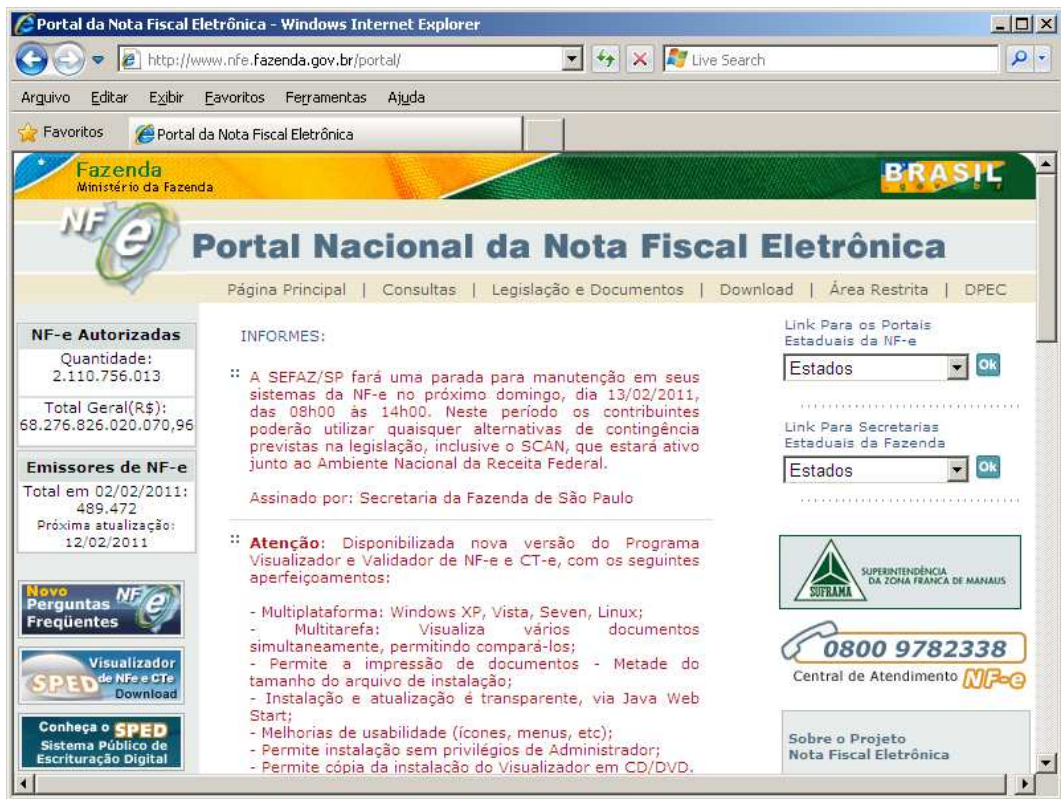 Portal da Nota Fiscal Eletrônica - Windows Internet Explorer
http://www.nfe.fazenda.gov.br/portal/
Live Search
Arquivo Editar Exibir Favoritos Ferramentas Ajuda
Favoritos
Portal da Nota Fiscal Eletrônica
Fazenda
Ministério da Fazenda
BRASIL
NFe
Portal Nacional da Nota Fiscal Eletrônica
Página Principal | Consultas | Legislação e Documentos | Download | Área Restrita | DPEC
NF-e Autorizadas
Quantidade:
2.110.756.013
Total Geral(R$):
68.276.826.020.070,96
Emissores de NF-e
Total em 02/02/2011:
489.472
Próxima atualização:
12/02/2011
Novo
Perguntas
Freqüentes
NFe
Visualizador
SPED de NFe e CTe
Download
Conheça o SPED
Sistema Público de
Escrituração Digital
INFORMES:
A SEFAZ/SP fará uma parada para manutenção em seus
sistemas da NF-e no próximo domingo, dia 13/02/2011,
das 08h00 às 14h00. Neste período os contribuintes
poderão utilizar quaisquer alternativas de contingência
previstas na legislação, inclusive o SCAN, que estará ativo
junto ao Ambiente Nacional da Receita Federal.
Assinado por: Secretaria da Fazenda de São Paulo
Atenção: Disponibilizada nova versão do Programa
Visualizador e Validador de NF-e e CT-e, com os seguintes
aperfeiçoamentos:
- Multiplataforma: Windows XP, Vista, Seven, Linux;
- Multitarefa: Visualiza vários documentos
simultaneamente, permitindo compará-los;
- Permite a impressão de documentos - Metade do
tamanho do arquivo de instalação;
- Instalação e atualização é transparente, via Java Web
Start;
- Melhorias de usabilidade (ícones, menus, etc);
- Permite instalação sem privilégios de Administrador;
- Permite cópia da instalação do Visualizador em CD/DVD.
Link Para os Portais
Estaduais da NF-e
Estados
Ok
Link Para Secretarias
Estaduais da Fazenda
Estados
Ok
SUFRAMA
SUPERINTENDÊNCIA
DA ZONA FRANCA DE MANAUS
0800 9782338
Central de Atendimento NF-e
Sobre o Projeto
Nota Fiscal Eletrônica